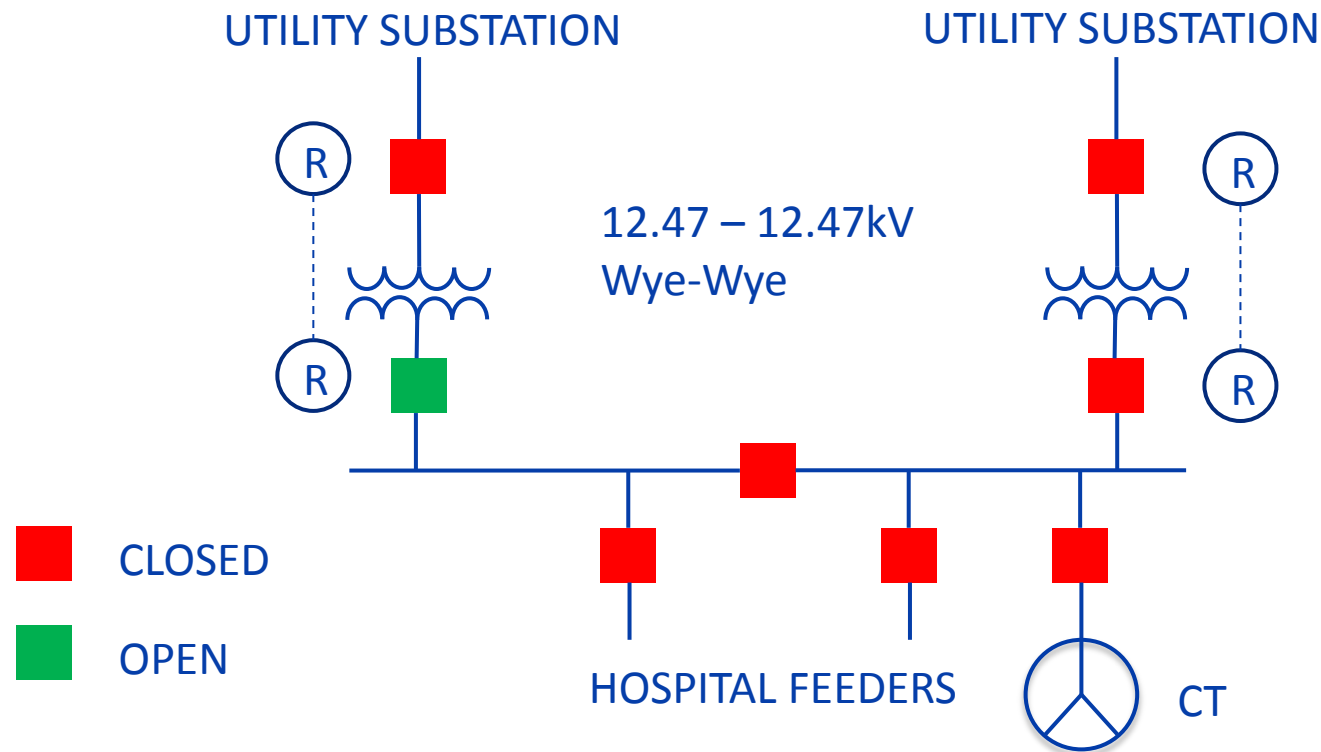 UTILITY SUBSTATION
UTILITY SUBSTATION
R
R
12.47 – 12.47kV
Wye-Wye
R
R
CLOSED
OPEN
HOSPITAL FEEDERS
CT